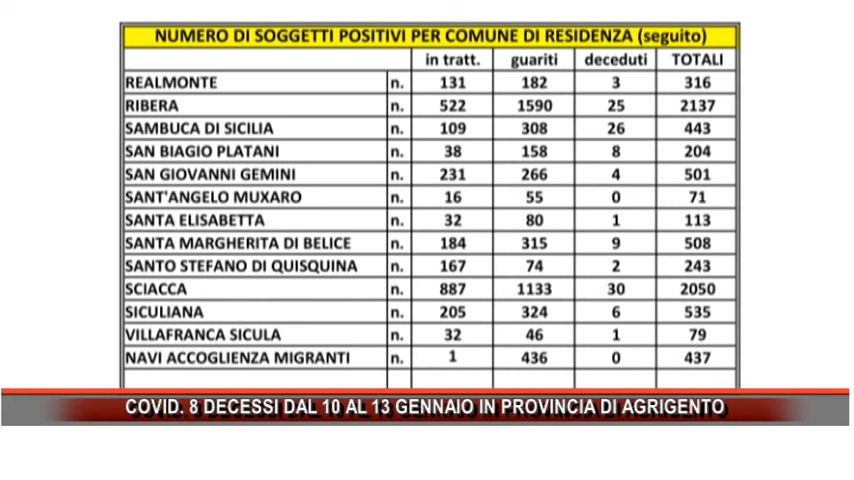 NUMERO DI SOGGETTI POSITIVI PER COMUNE DI RESIDENZA (seguito)
in tratt. guariti deceduti TOTALI
REALMONTE n. 131 182 3 316
RIBERA n. 522 1590 25 2137
SAMBUCA DI SICILIA n. 109 308 26 443
SAN BIAGIO PLATANI n. 38 158 8 204
SAN GIOVANNI GEMINI n. 231 266 4 501
SANT'ANGELO MUXARO n. 16 55 0 71
SANTA ELISABETTA n. 32 80 1 113
SANTA MARGHERITA DI BELICE n. 184 315 9 508
SANTO STEFANO DI QUISQUINA n. 167 74 2 243
SCIACCA n. 887 1133 30 2050
SICULIANA n. 205 324 6 535
VILLAFRANCA SICULA n. 32 46 1 79
NAVI ACCOGLIENZA MIGRANTI n. 1 436 0 437
COVID. 8 DECESSI DAL 10 AL 13 GENNAIO IN PROVINCIA DI AGRIGENTO